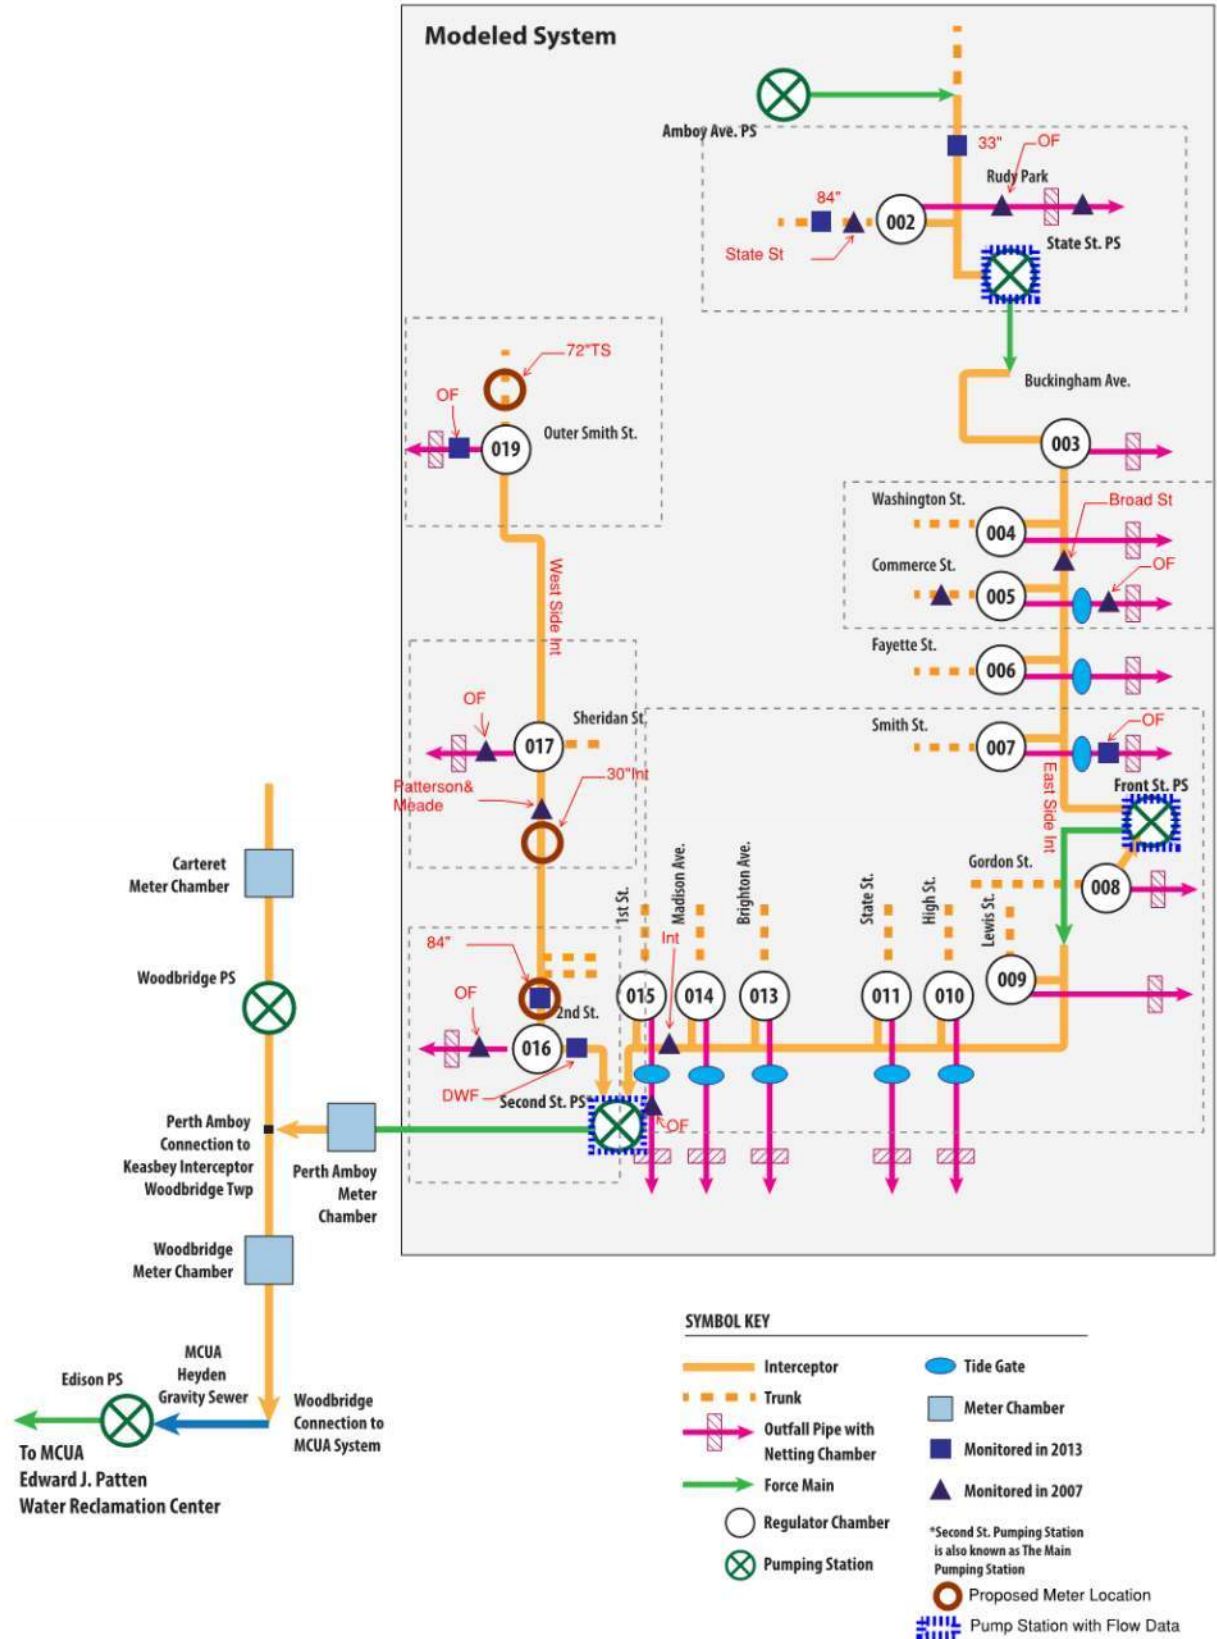 Modeled System
Amboy Ave. PS
33"
OF
Rudy Park
84"
002
State St
State St. PS
72"TS
OF
Outer Smith St.
019
Buckingham Ave.
003
Washington St.
Broad St
004
Commerce St.
OF
005
West Side Int
Fayette St.
006
OF
Sheridan St.
017
Smith St.
OF
007
Patterson&
Meade
30"Int
East Side Int
Front St. PS
Carteret
Meter Chamber
Gordon St.
008
1st St.
Madison Ave.
Brighton Ave.
State St.
High St.
Lewis St.
84"
Int
Woodbridge PS
009
OF
2nd St.
015
014
013
011
010
016
DWF
Second St. PS*
OF
Perth Amboy
Connection to
Keasbey Interceptor
Woodbridge Twp
Perth Amboy
Meter
Chamber
Woodbridge
Meter Chamber
MCUA
Heyden
Gravity Sewer
Edison PS
Woodbridge
Connection to
MCUA System
To MCUA
Edward J. Patten
Water Reclamation Center
SYMBOL KEY
Interceptor
Trunk
Outfall Pipe with
Netting Chamber
Force Main
Regulator Chamber
Pumping Station
Tide Gate
Meter Chamber
Monitored in 2013
Monitored in 2007
*Second St. Pumping Station
is also known as The Main
Pumping Station
Proposed Meter Location
Pump Station with Flow Data